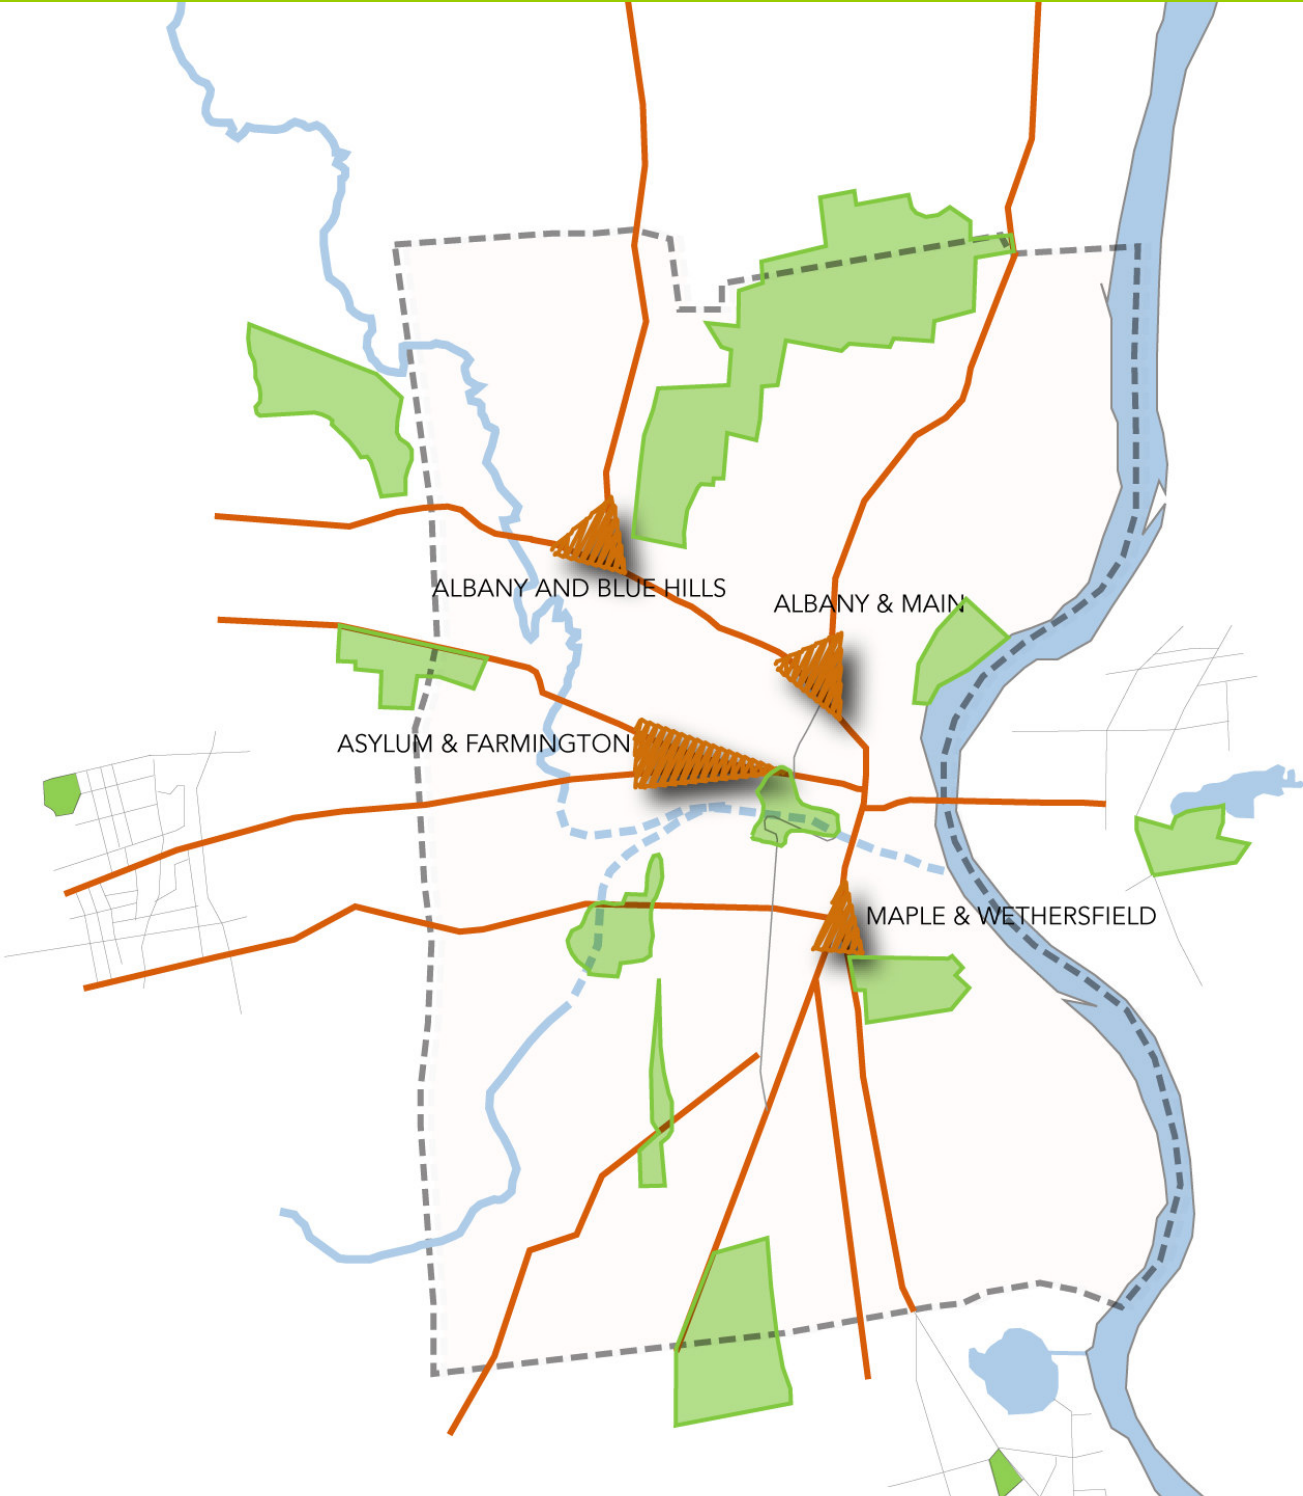 ALBANY AND BLUE HILLS
ALBANY & MAIN
ASYLUM & FARMINGTON
MAPLE & WETHERSFIELD